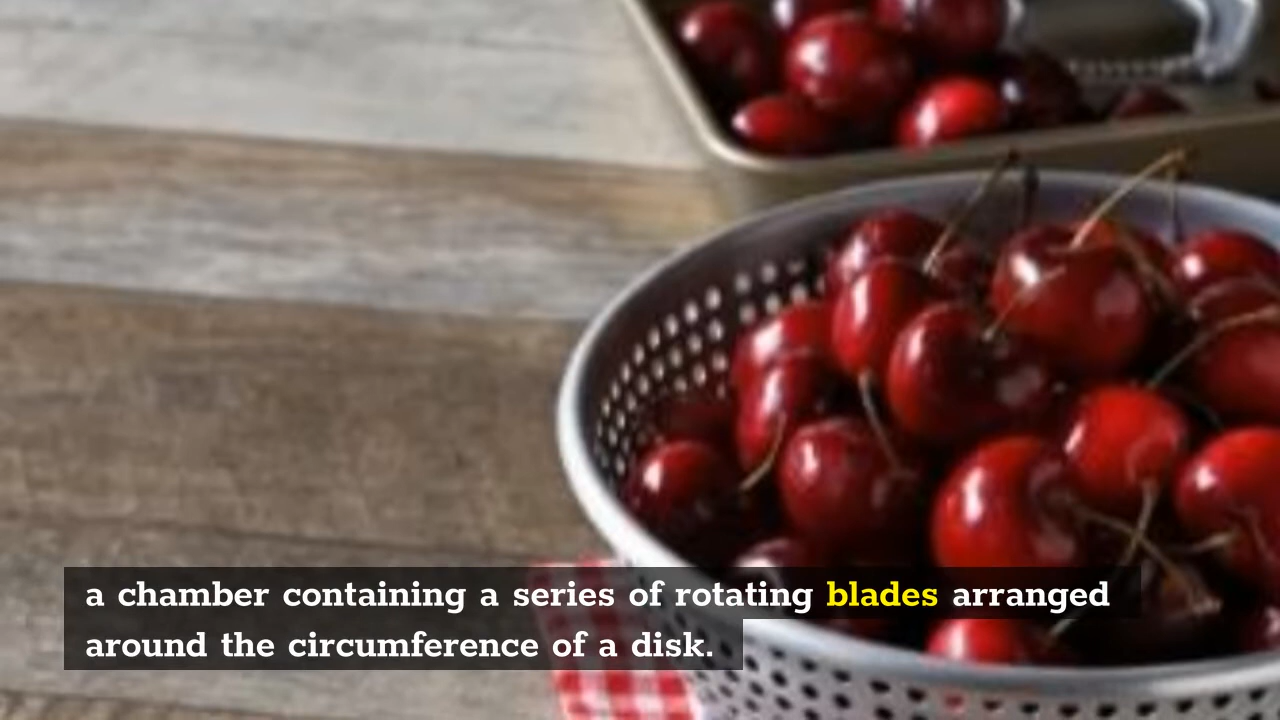 a chamber containing a series of rotating blades arranged
around the circumference of a disk.